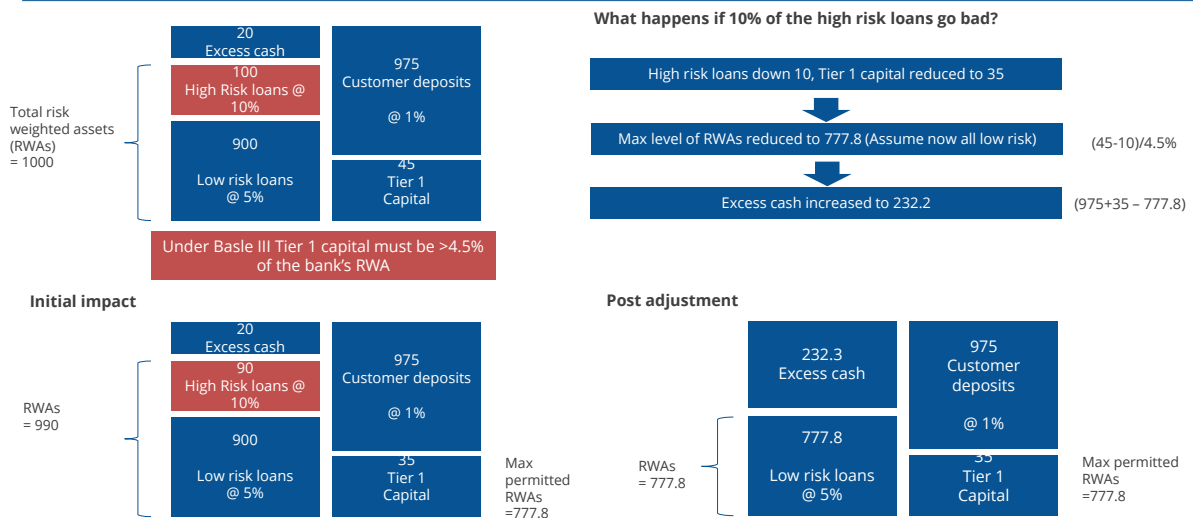 What happens if 10% of the high risk loans go bad?
20
Excess cash
100
High Risk loans @
10%
900
Low risk loans
@ 5%
975
Customer deposits
@ 1%
45
Tier 1
Capital
Total risk
weighted assets
(RWAs)
= 1000
Under Basle III Tier 1 capital must be >4.5%
of the bank's RWA
High risk loans down 10, Tier 1 capital reduced to 35
Max level of RWAs reduced to 777.8 (Assume now all low risk)
(45-10)/4.5%
Excess cash increased to 232.2
(975+35 – 777.8)
Initial impact
20
Excess cash
90
High Risk loans @
10%
900
Low risk loans
@ 5%
975
Customer deposits
@ 1%
35
Tier 1
Capital
RWAs
= 990
Max
permitted
RWAs
=777.8
Post adjustment
232.3
Excess cash
777.8
Low risk loans
@ 5%
975
Customer
deposits
@ 1%
35
Tier 1
Capital
RWAs
= 777.8
Max permitted
RWAs
=777.8